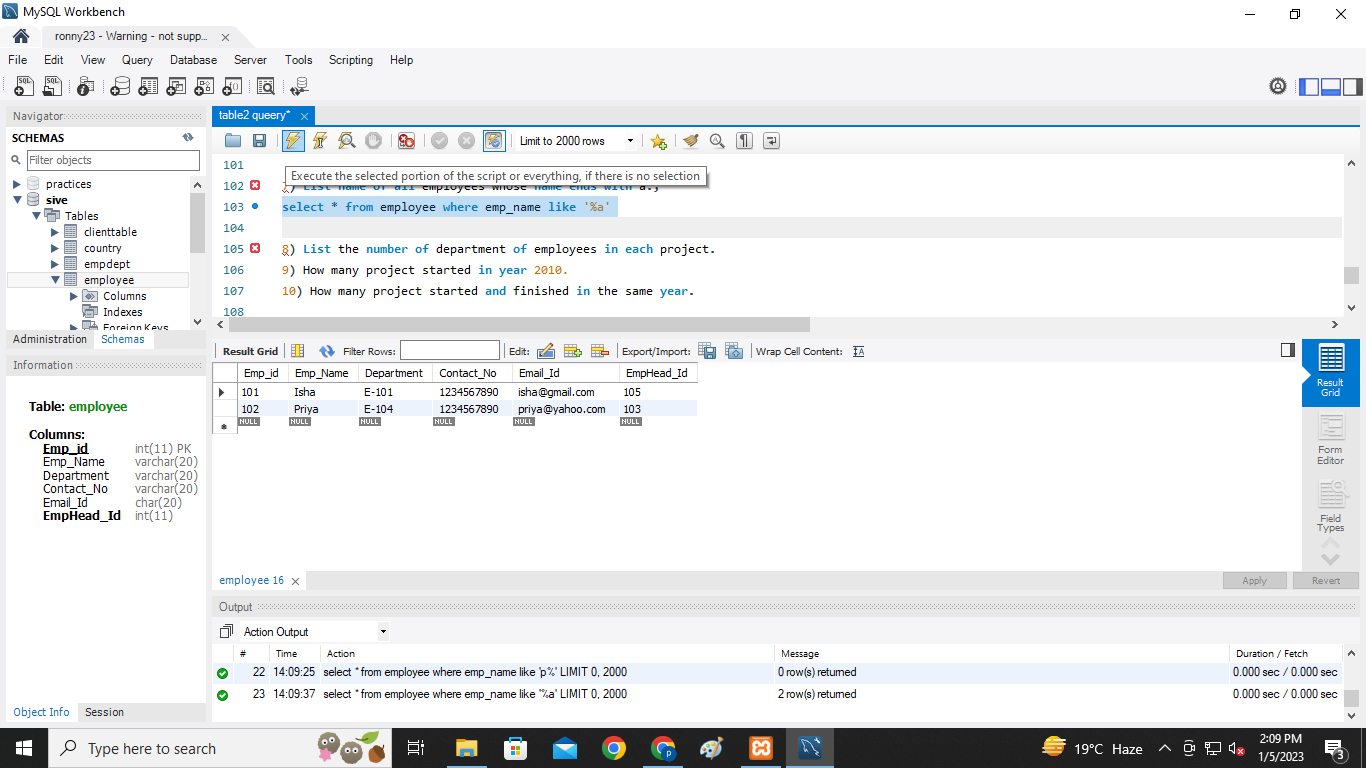 MySQL Workbench
ronny23 - Warning - not supp...
File Edit View Query Database Server Tools Scripting Help
Navigator
SCHEMAS
Filter objects
practices
sive
Tables
clienttable
country
empdept
employee
Columns
Indexes
Foreign Keys
Administration Schemas
Information
Table: employee
Columns:
Emp_id int(11) PK
Emp_Name varchar(20)
Department varchar(20)
Contact_No varchar(20)
Email_Id char(20)
EmpHead_Id int(11)
Object Info Session
table2 queery*
Limit to 2000 rows
Execute the selected portion of the script or everything, if there is no selection
101
102 7) List name of all employees whose name ends with a.;
103 select * from employee where emp_name like '%a'
104
105 8) List the number of department of employees in each project.
106 9) How many project started in year 2010.
107 10) How many project started and finished in the same year.
108
Result Grid Filter Rows: Edit: Export/Import: Wrap Cell Content:
Emp_id Emp_Name Department Contact_No Email_Id EmpHead_Id
101 Isha E-101 1234567890 isha@gmail.com 105
102 Priya E-104 1234567890 priya@yahoo.com 103
NULL NULL NULL NULL NULL NULL
Result Grid
Form Editor
Field Types
employee 16 Apply Revert
Output
Action Output
# Time Action Message Duration / Fetch
22 14:09:25 select * from employee where emp_name like 'p%' LIMIT 0, 2000 0 row(s) returned 0.000 sec / 0.000 sec
23 14:09:37 select * from employee where emp_name like '%a' LIMIT 0, 2000 2 row(s) returned 0.000 sec / 0.000 sec
Type here to search
19°C Haze
2:09 PM
1/5/2023
3